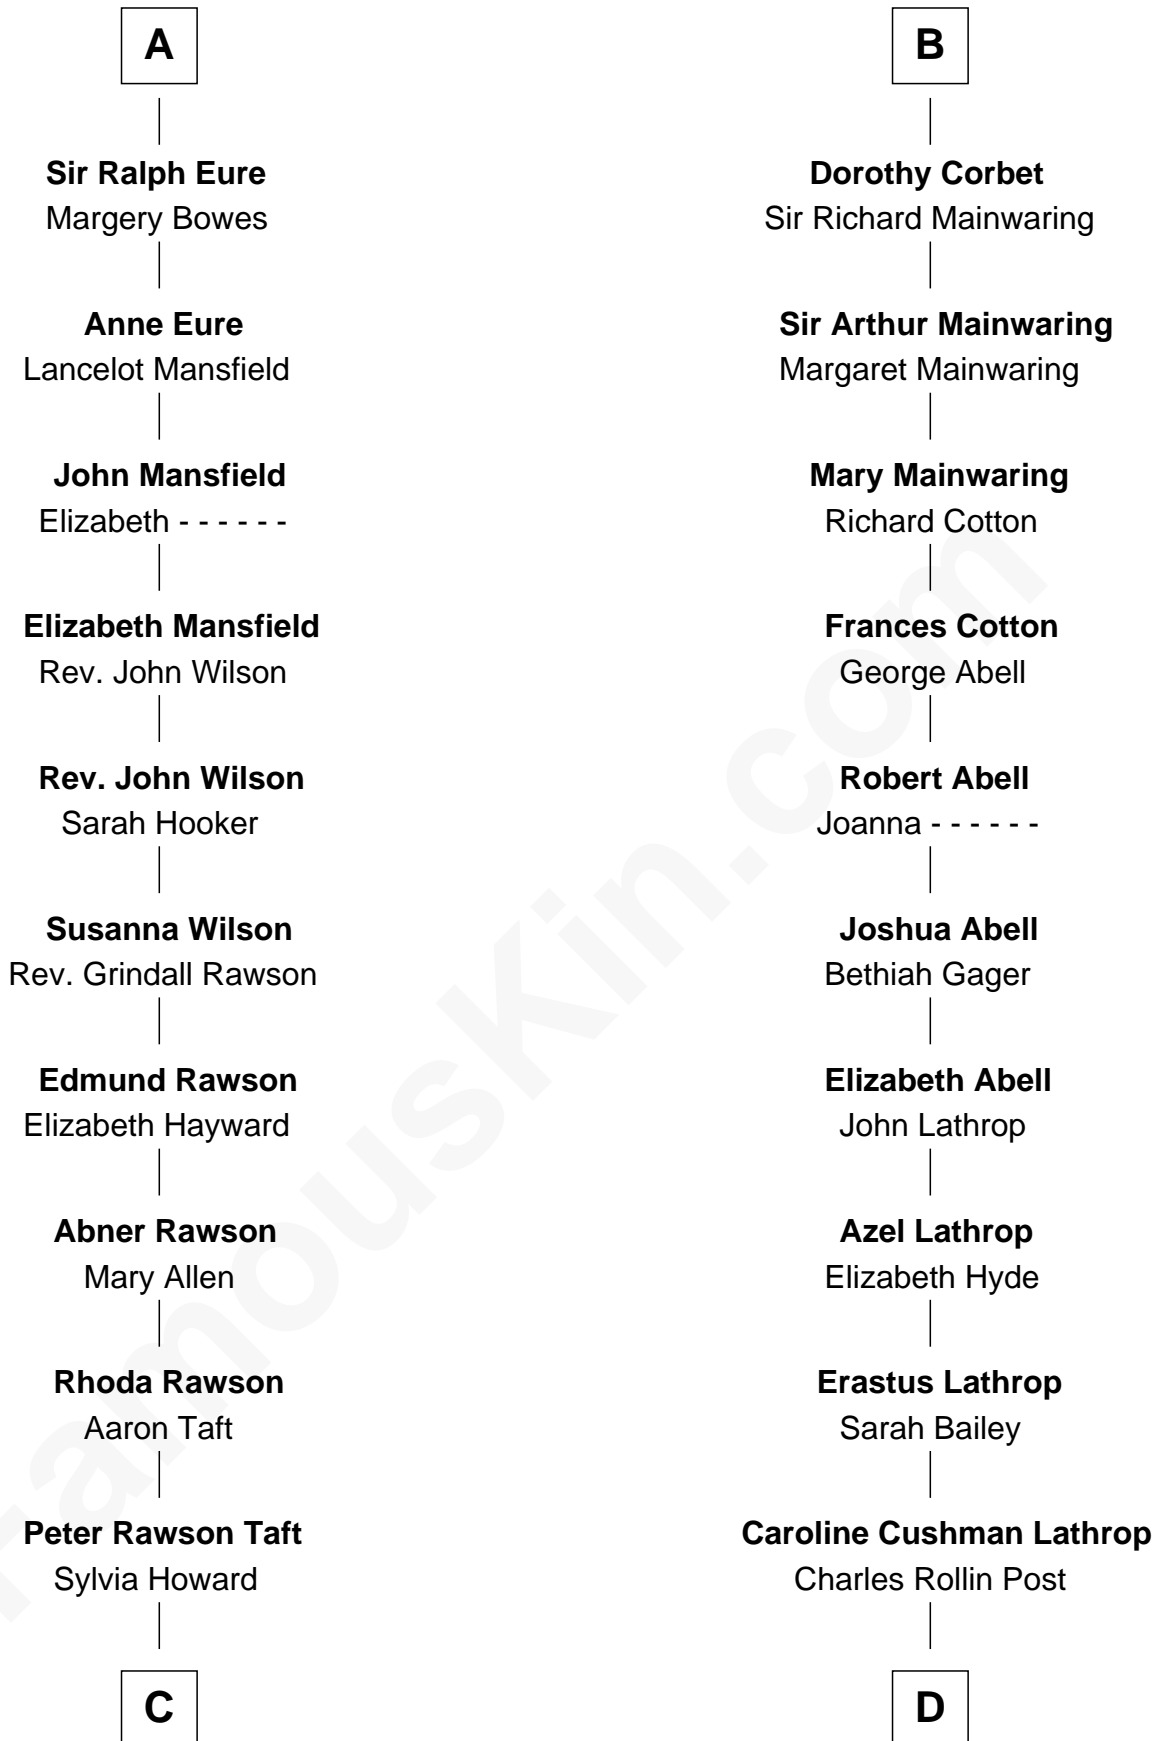 A
Sir Ralph Eure
Margery Bowes
Anne Eure
Lancelot Mansfield
John Mansfield
Elizabeth - - - - - -
Elizabeth Mansfield
Rev. John Wilson
Rev. John Wilson
Sarah Hooker
Susanna Wilson
Rev. Grindall Rawson
Edmund Rawson
Elizabeth Hayward
Abner Rawson
Mary Allen
Rhoda Rawson
Aaron Taft
Peter Rawson Taft
Sylvia Howard
C
B
Dorothy Corbet
Sir Richard Mainwaring
Sir Arthur Mainwaring
Margaret Mainwaring
Mary Mainwaring
Richard Cotton
Frances Cotton
George Abell
Robert Abell
Joanna - - - - - -
Joshua Abell
Bethiah Gager
Elizabeth Abell
John Lathrop
Azel Lathrop
Elizabeth Hyde
Erastus Lathrop
Sarah Bailey
Caroline Cushman Lathrop
Charles Rollin Post
D
FamousKin.com